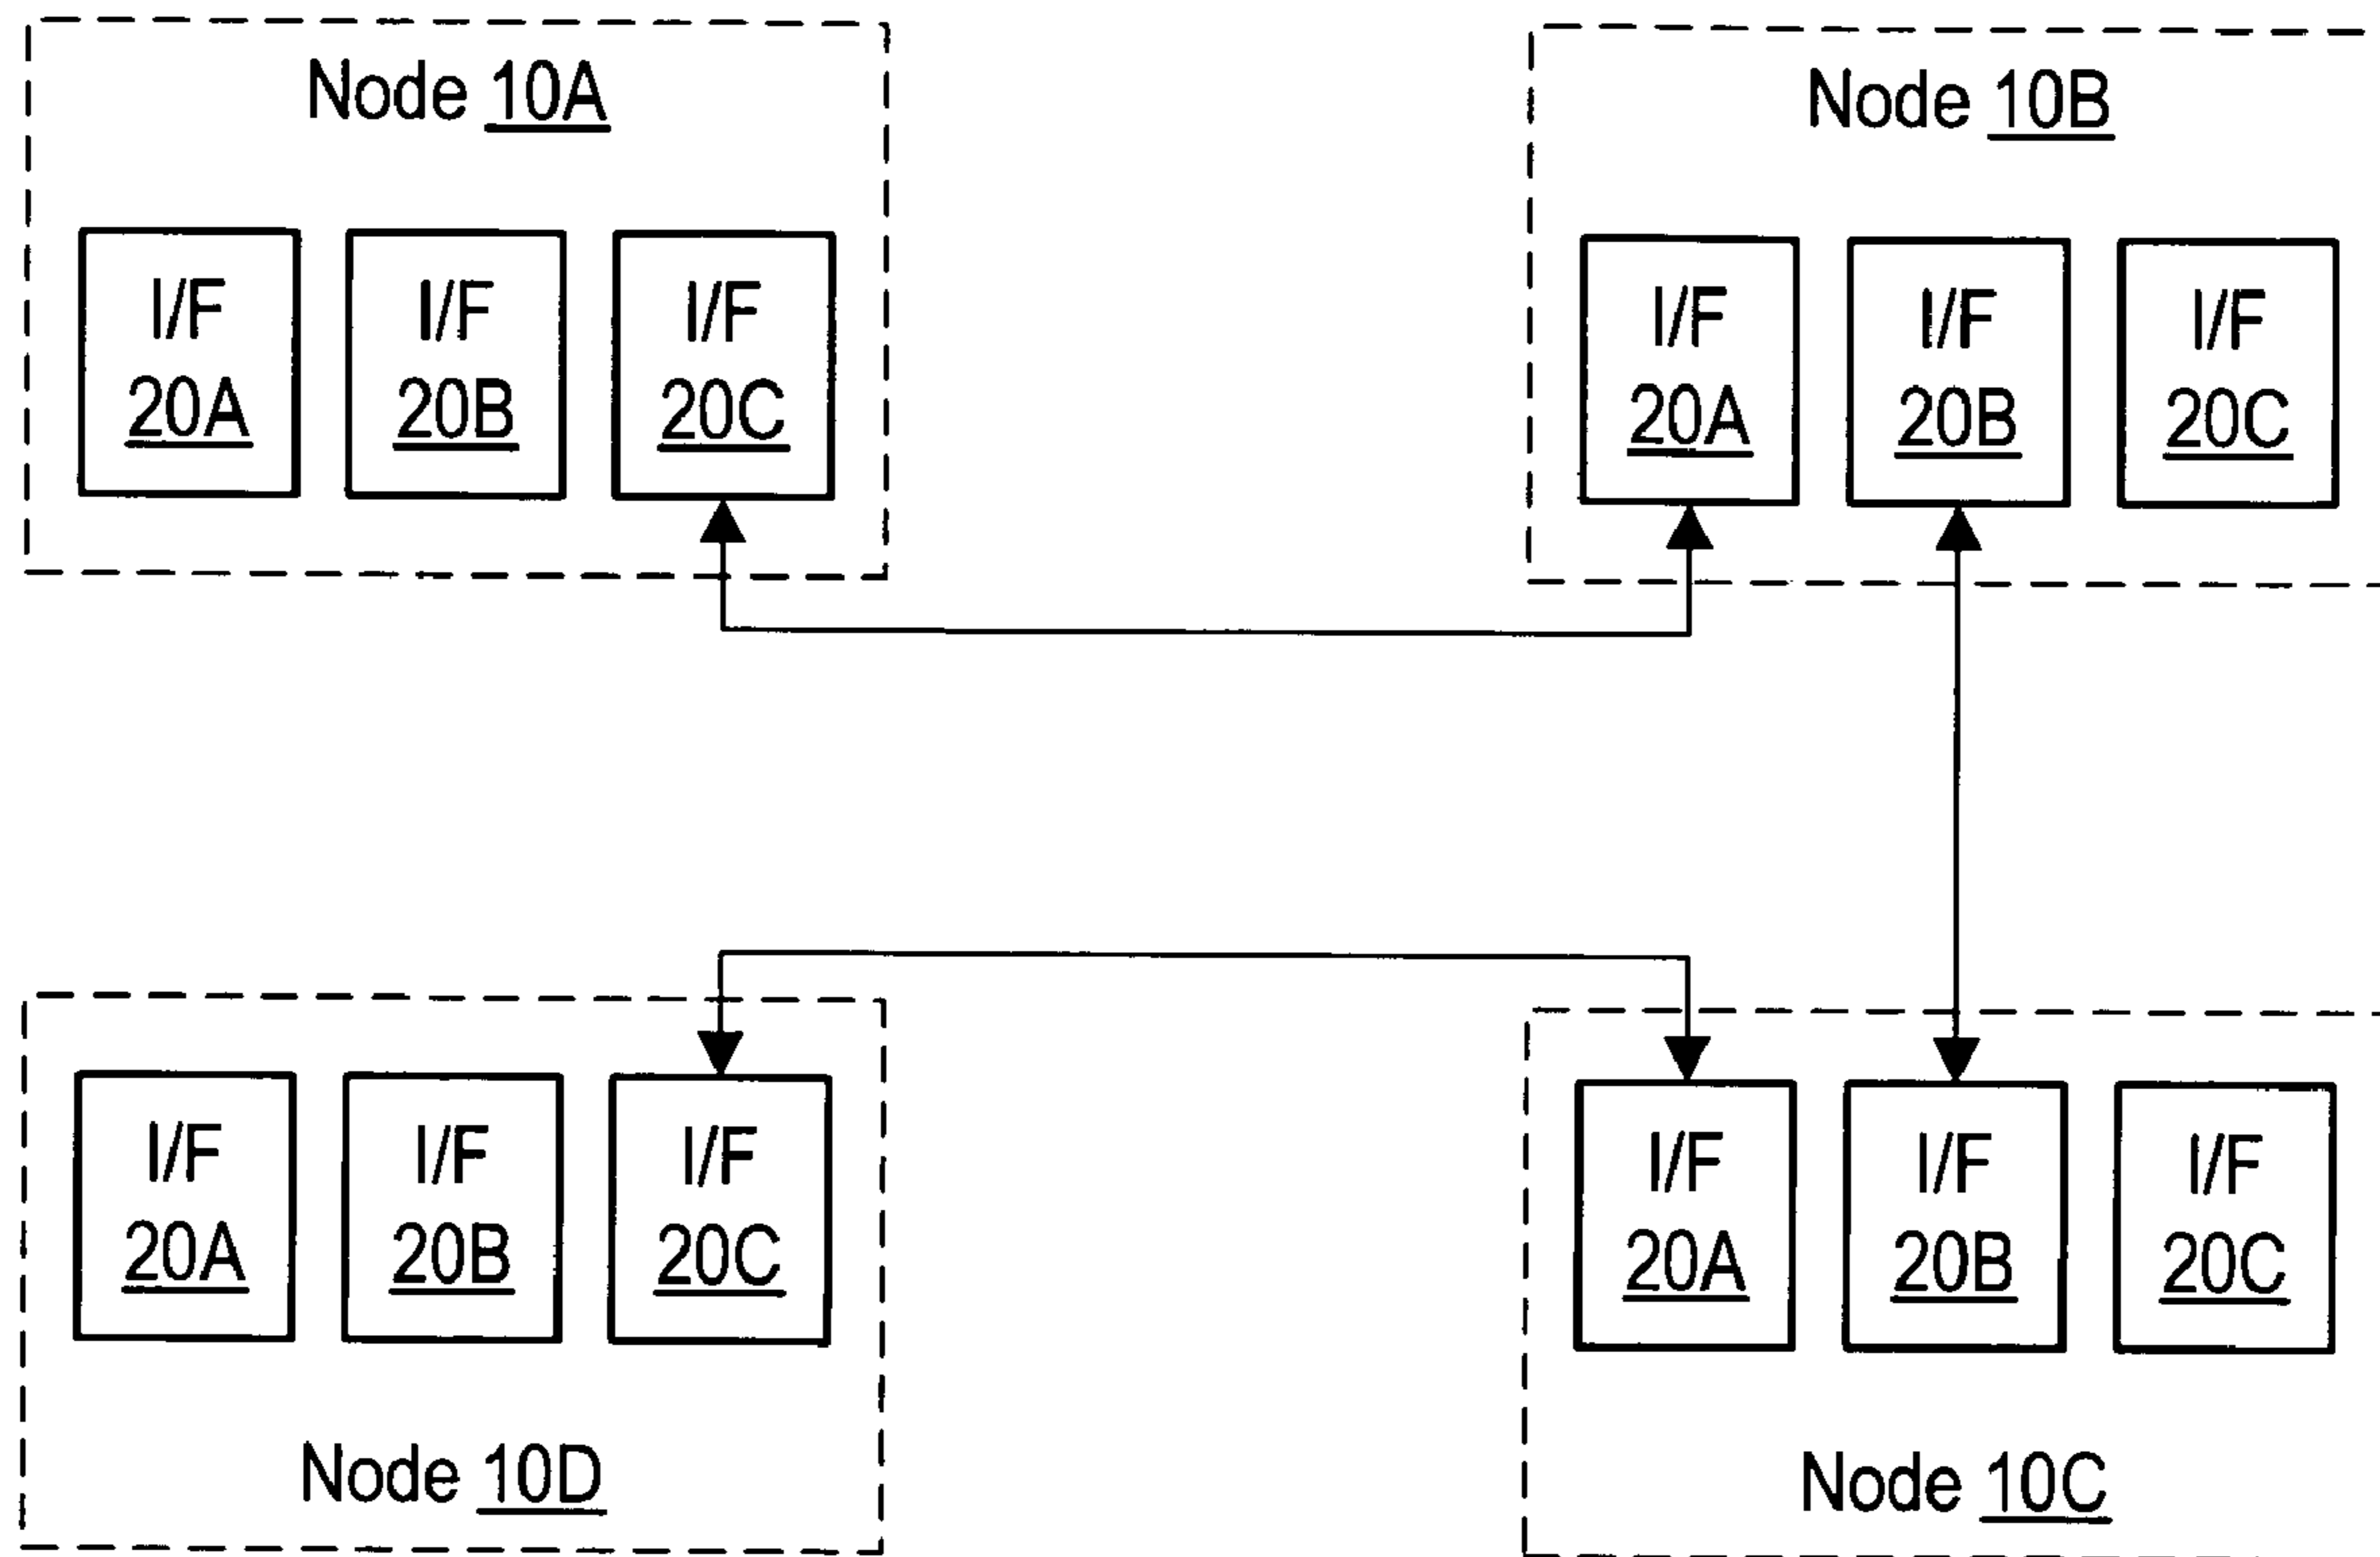 Node 10A
I/F
20A
I/F
20B
I/F
20C
Node 10B
I/F
20A
I/F
20B
I/F
20C
I/F
20A
I/F
20B
I/F
20C
Node 10D
I/F
20A
I/F
20B
I/F
20C
Node 10C